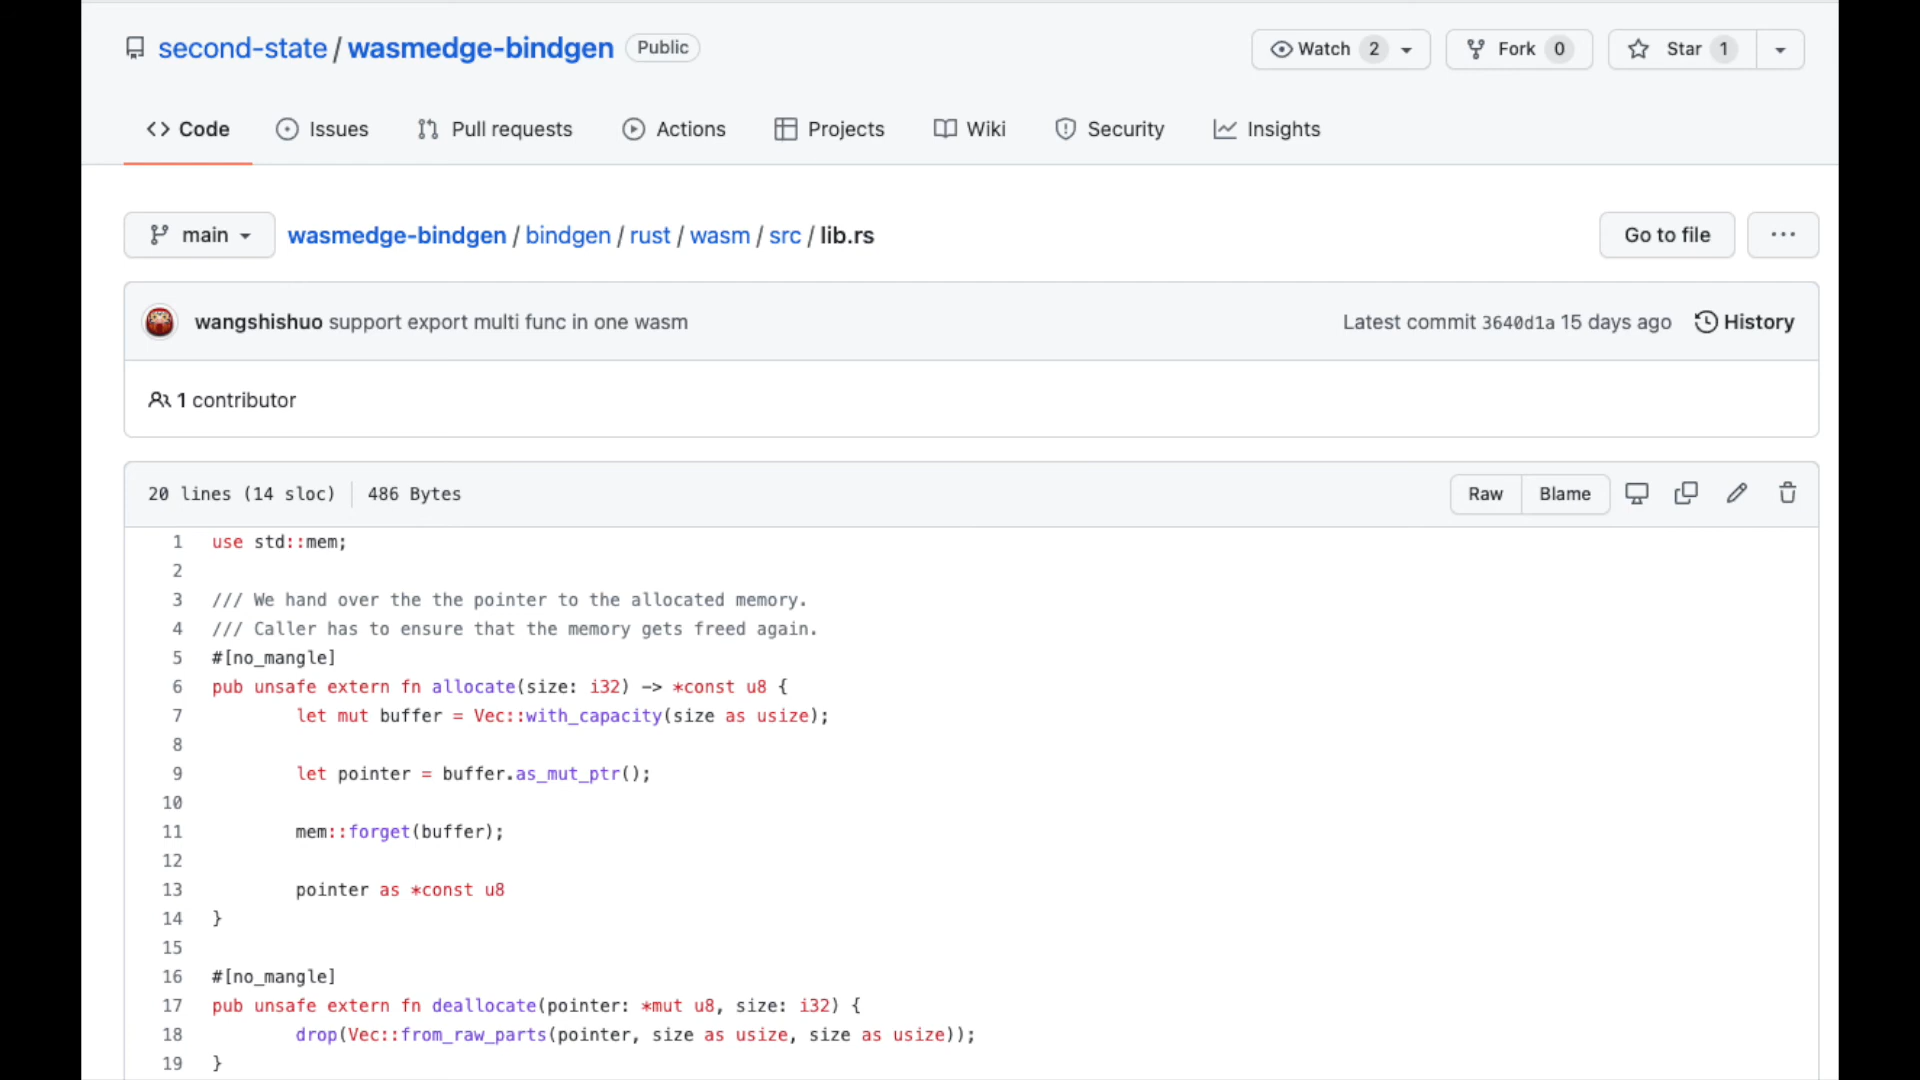 second-state / wasmedge-bindgen Public
Watch 2 Fork 0 Star 1
Code Issues Pull requests Actions Projects Wiki Security Insights
main wasmedge-bindgen / bindgen / rust / wasm / src / lib.rs Go to file ...
wangshishuo support export multi func in one wasm Latest commit 3640d1a 15 days ago History
1 contributor
20 lines (14 sloc) 486 Bytes Raw Blame
1 use std::mem;
2
3 /// We hand over the the pointer to the allocated memory.
4 /// Caller has to ensure that the memory gets freed again.
5 #[no_mangle]
6 pub unsafe extern fn allocate(size: i32) -> *const u8 {
7 let mut buffer = Vec::with_capacity(size as usize);
8
9 let pointer = buffer.as_mut_ptr();
10
11 mem::forget(buffer);
12
13 pointer as *const u8
14 }
15
16 #[no_mangle]
17 pub unsafe extern fn deallocate(pointer: *mut u8, size: i32) {
18 drop(Vec::from_raw_parts(pointer, size as usize, size as usize));
19 }